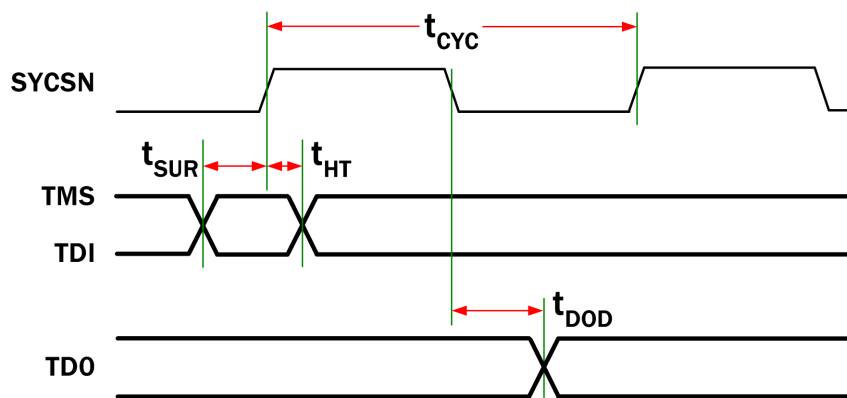 tCYC
SYCSN
tSUR
tHT
TMS
TDI
tDOD
TDO